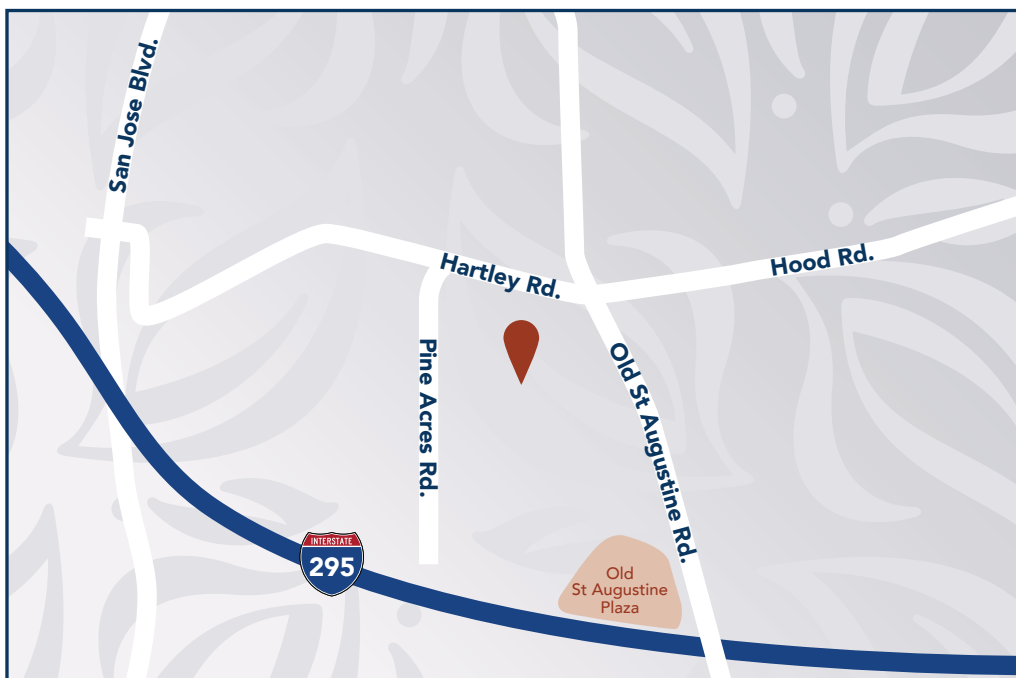 San Jose Blvd.
Hartley Rd.
Hood Rd.
Pine Acres Rd.
Old St Augustine Rd.
INTERSTATE
295
Old
St Augustine
Plaza